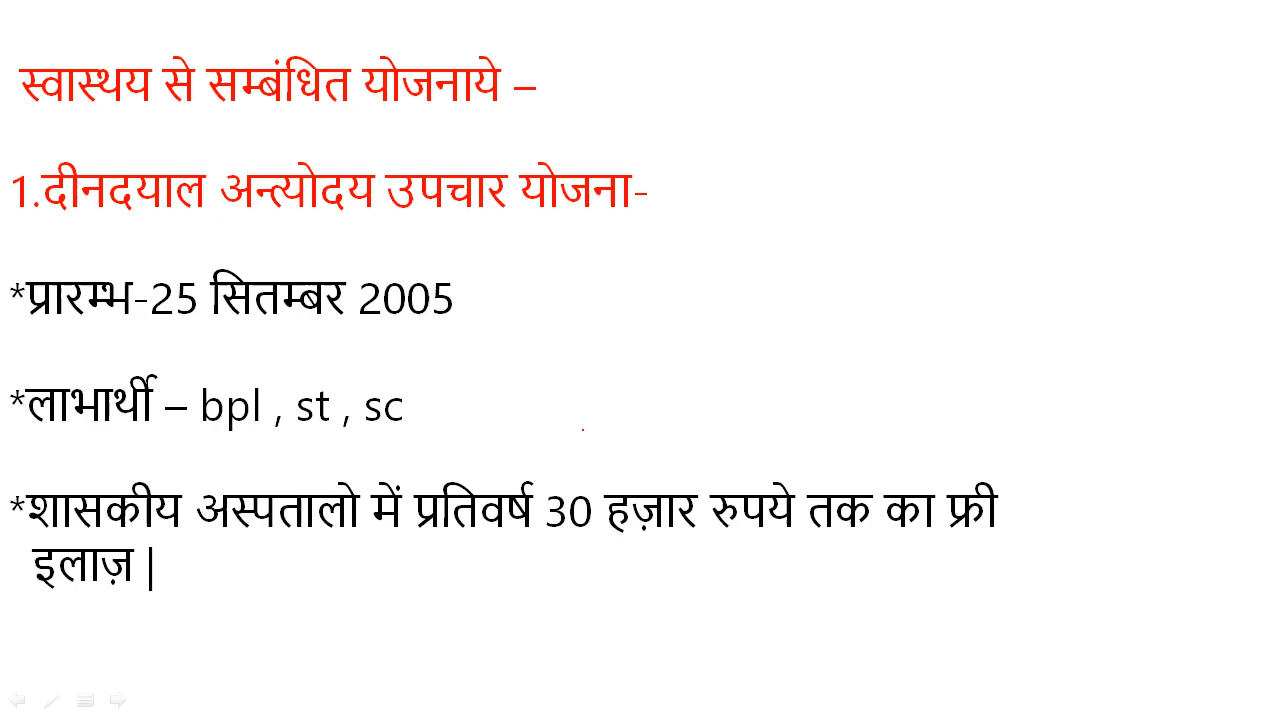 स्वास्थय से सम्बंधित योजनाये –
1.दीनदयाल अन्त्योदय उपचार योजना-
*प्रारम्भ-25 सितम्बर 2005
*लाभार्थी – bpl , st , sc
*शासकीय अस्पतालो में प्रतिवर्ष 30 हज़ार रुपये तक का फ्री
इलाज़ |